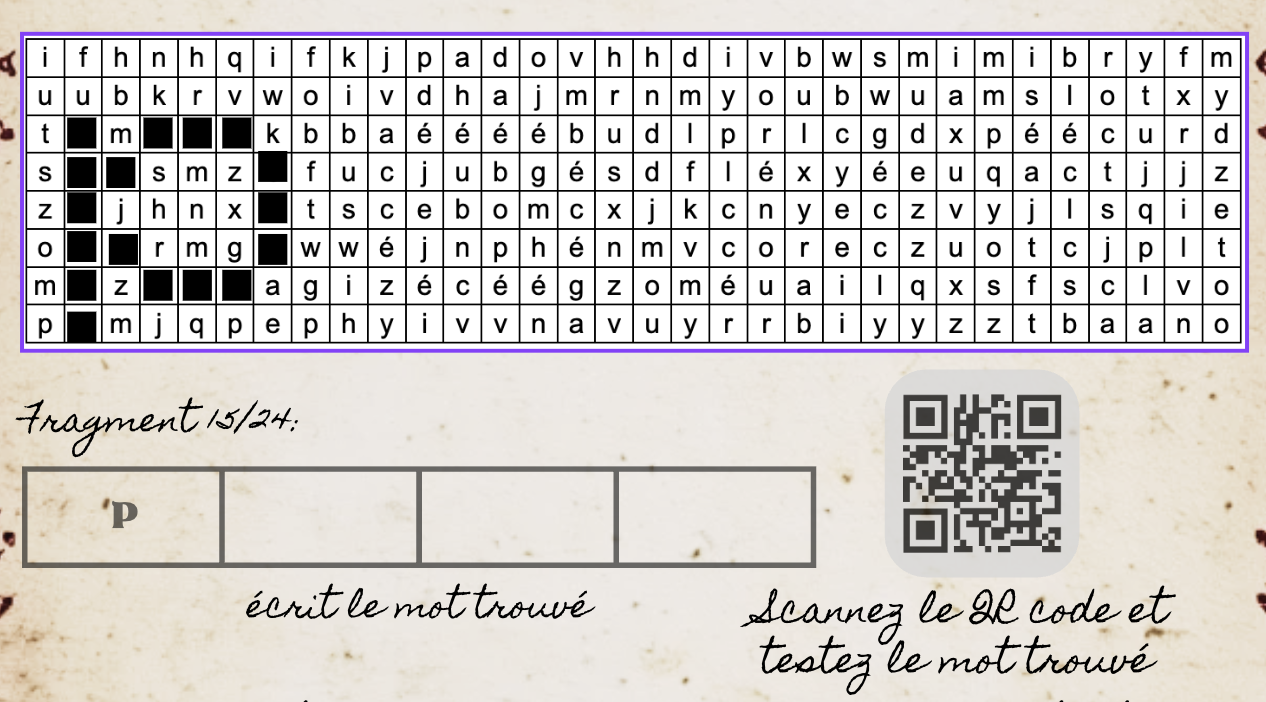 i f h n h q i f k j p a d o v h h d i v b w s m i m i b r y f m
u u b k r v w o i v d h a j m r n m y o u b w u a m s l o t x y
t m k b b a é é é é b u d l p r l c g d x p é é c u r d
s s m z f u c j u b g é s d f l é x y é e u q a c t j j z
z j h n x t s c e b o m c x j k c n y e c z v y j l s q i e
o r m g w w é j n p h é n m v c o r e c z u o t c j p l t
m z a g i z é c é é g z o m é u a i l q x s f s c l v o
p m j q p e p h y i v v n a v u y r r b i y y z z t b a a n o
Fragment 15/24:
p
écrit le mot trouvé
Scannez le QR code et
testez le mot trouvé